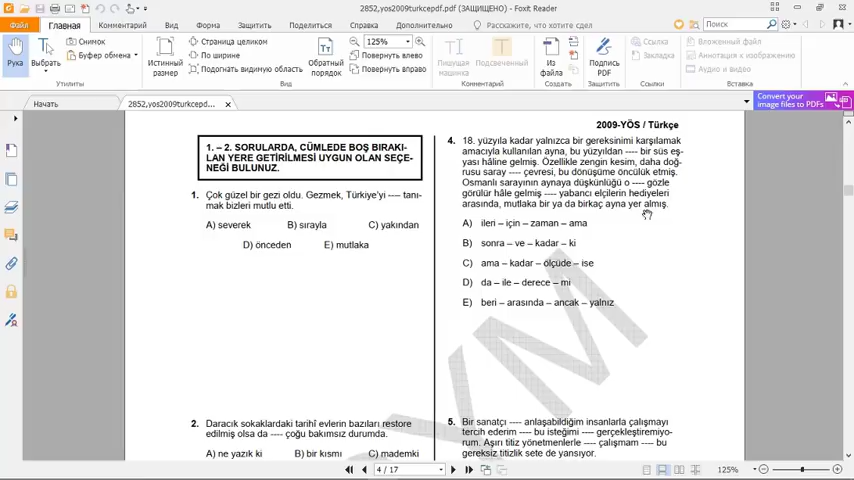 2852,yos2009turkcepdf.pdf (ЗАЩИЩЕНО) - Foxit Reader
Файл Главная Комментарий Вид Форма Защитить Поделиться Справка Дополнительно Расскажите, что хотите сдел Поиск
Рука
Выбрать
Снимок
Буфер обмена
Утилиты
Истинный размер
Страница целиком
По ширине
Подогнать видимую область
Обратный порядок
125%
Повернуть влево
Повернуть вправо
Пишущая машинка
Подсвеченный
Комментарий
Из файла
Создать
Подпись PDF
Защитить
Ссылка
Закладка
Ссылки
Вложенный файл
Аннотация к изображению
Аудио и видео
Вставить
Начать
2852,yos2009turkcepdf...
Convert your
image files to PDFs
2009-YÖS / Türkçe
1. – 2. SORULARDA, CÜMLEDE BOŞ BIRAKI-
LAN YERE GETİRİLMESİ UYGUN OLAN SEÇE-
NEĞİ BULUNUZ.
1. Çok güzel bir gezi oldu. Gezmek, Türkiye'yi ---- tanı-
mak bizleri mutlu etti.
A) severek B) sırayla C) yakından
D) önceden E) mutlaka
2. Daracık sokaklardaki tarihî evlerin bazıları restore
edilmiş olsa da ---- çoğu bakımsız durumda.
A) ne yazık ki B) bir kısmı C) mademki
4. 18. yüzyıla kadar yalnızca bir gereksinimi karşılamak
amacıyla kullanılan ayna, bu yüzyıldan ---- bir süs eş-
yası hâline gelmiş. Özellikle zengin kesim, daha doğ-
rusu saray ---- çevresi, bu dönüşüme öncülük etmiş.
Osmanlı sarayının aynaya düşkünlüğü o ---- gözle
görülür hâle gelmiş ---- yabancı elçilerin hediyeleri
arasında, mutlaka bir ya da birkaç ayna yer almış.
A) ileri – için – zaman – ama
B) sonra – ve – kadar – ki
C) ama – kadar – ölçüde – ise
D) da – ile – derece – mi
E) beri – arasında – ancak – yalnız
5. Bir sanatçı ---- anlaşabildiğim insanlarla çalışmayı
tercih ederim ---- bu isteğimi ---- gerçekleştiremiyo-
rum. Aşırı titiz yönetmenlerle ---- çalışmam ---- bu
gereksiz titizlik sete de yansıyor.
4 / 17
125%